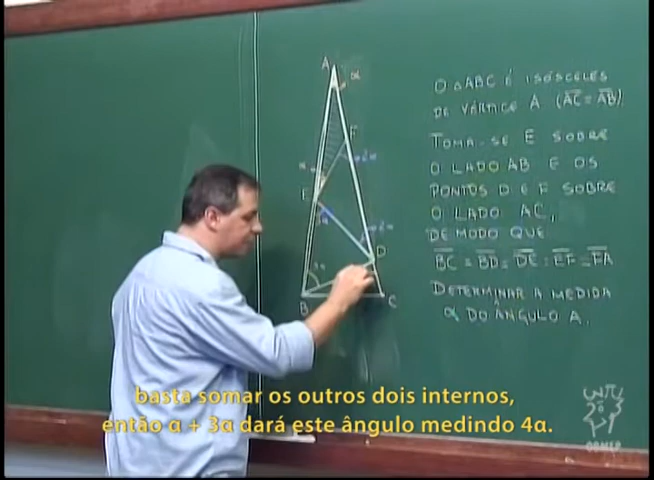 O ΔABC É ISÓSCELES
DE VÉRTICE A (AC = AB)
TOMA-SE E SOBRE
O LADO AB E OS
PONTOS D E F SOBRE
O LADO AC,
DE MODO QUE
BC = BD = DE = EF = FA
DETERMINAR A MEDIDA
α DO ÂNGULO A.
A
α
F
E
D
B
C
basta somar os outros dois internos,
então α + 3α dará este ângulo medindo 4α.
OBMEP